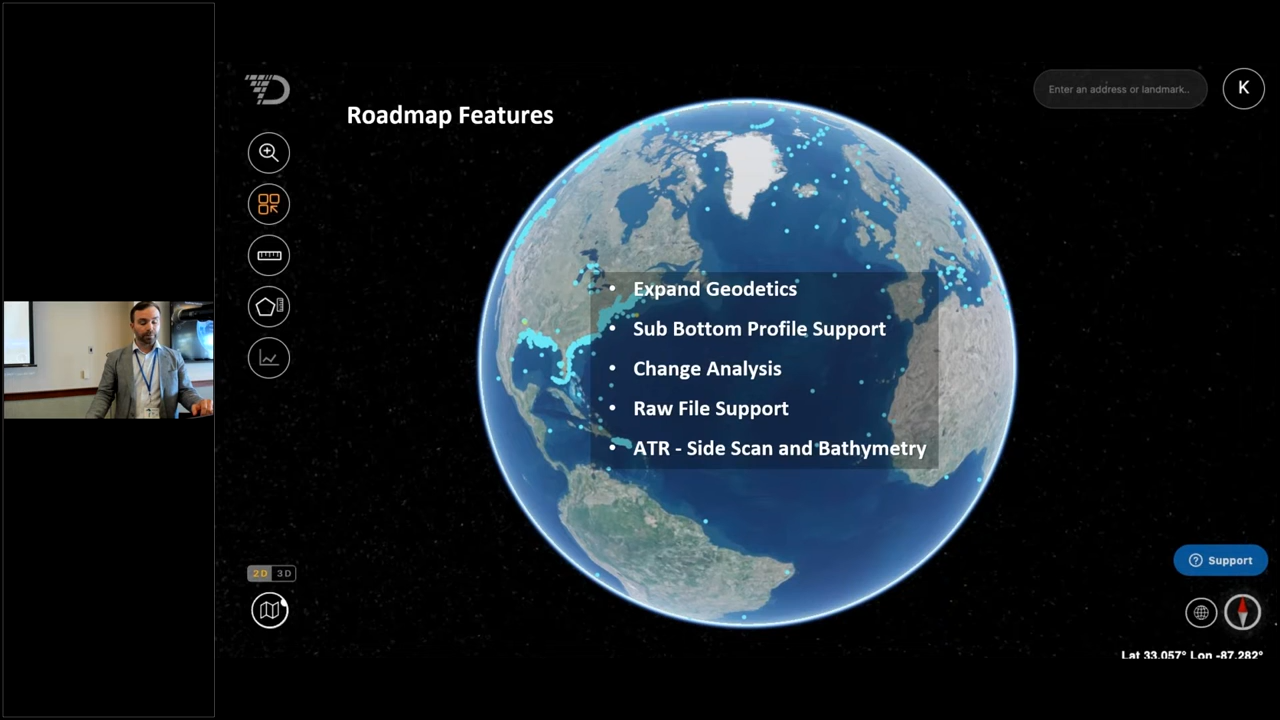 Roadmap Features
Enter an address or landmark..
K
• Expand Geodetics
• Sub Bottom Profile Support
• Change Analysis
• Raw File Support
• ATR - Side Scan and Bathymetry
2D 3D
Support
Lat 33.057° Lon -87.282°